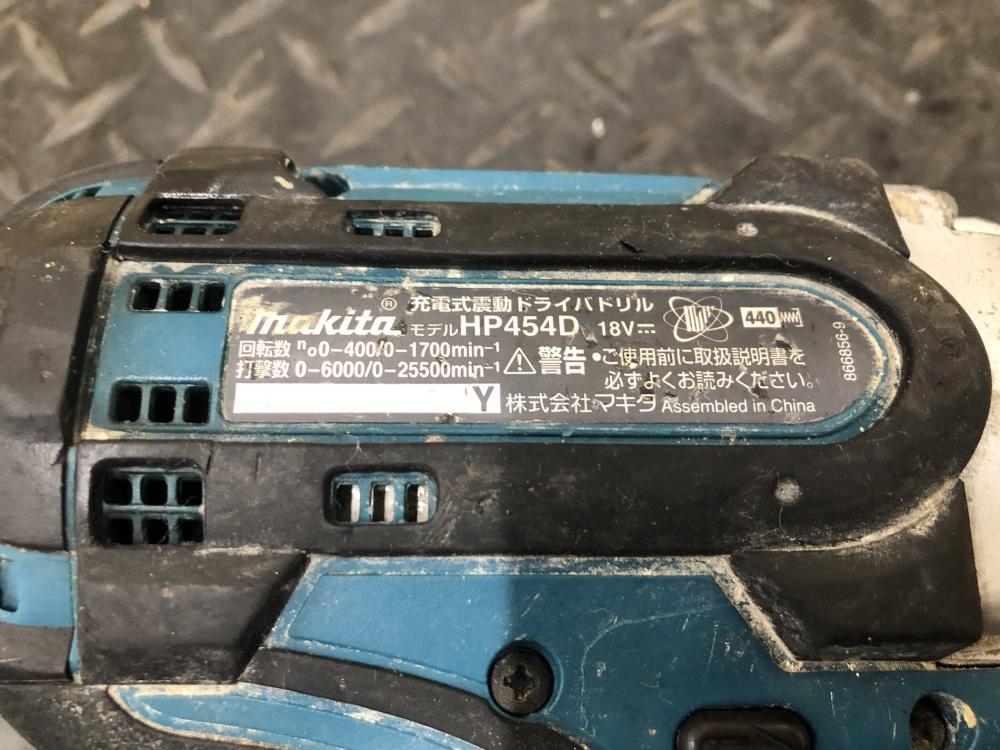 makita® 充電式震動ドライバドリル
モデルHP454D 18V⎓ 440
回転数 n₀0-400/0-1700min⁻¹
打撃数 0-6000/0-25500min⁻¹
⚠警告 •ご使用前に取扱説明書を
必ずよくお読みください。
Y 株式会社マキタ Assembled in China
866856-9